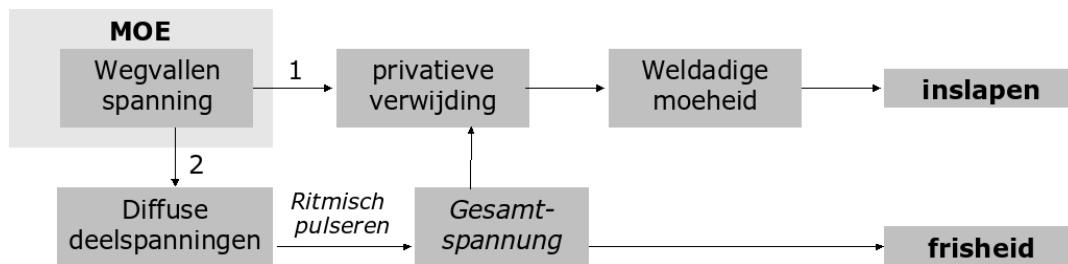 MOE
Wegvallen
spanning
1
privatieve
verwijding
Weldadige
moeheid
inslapen
2
Diffuse
deelspanningen
Ritmisch
pulseren
Gesamt-
spannung
frisheid